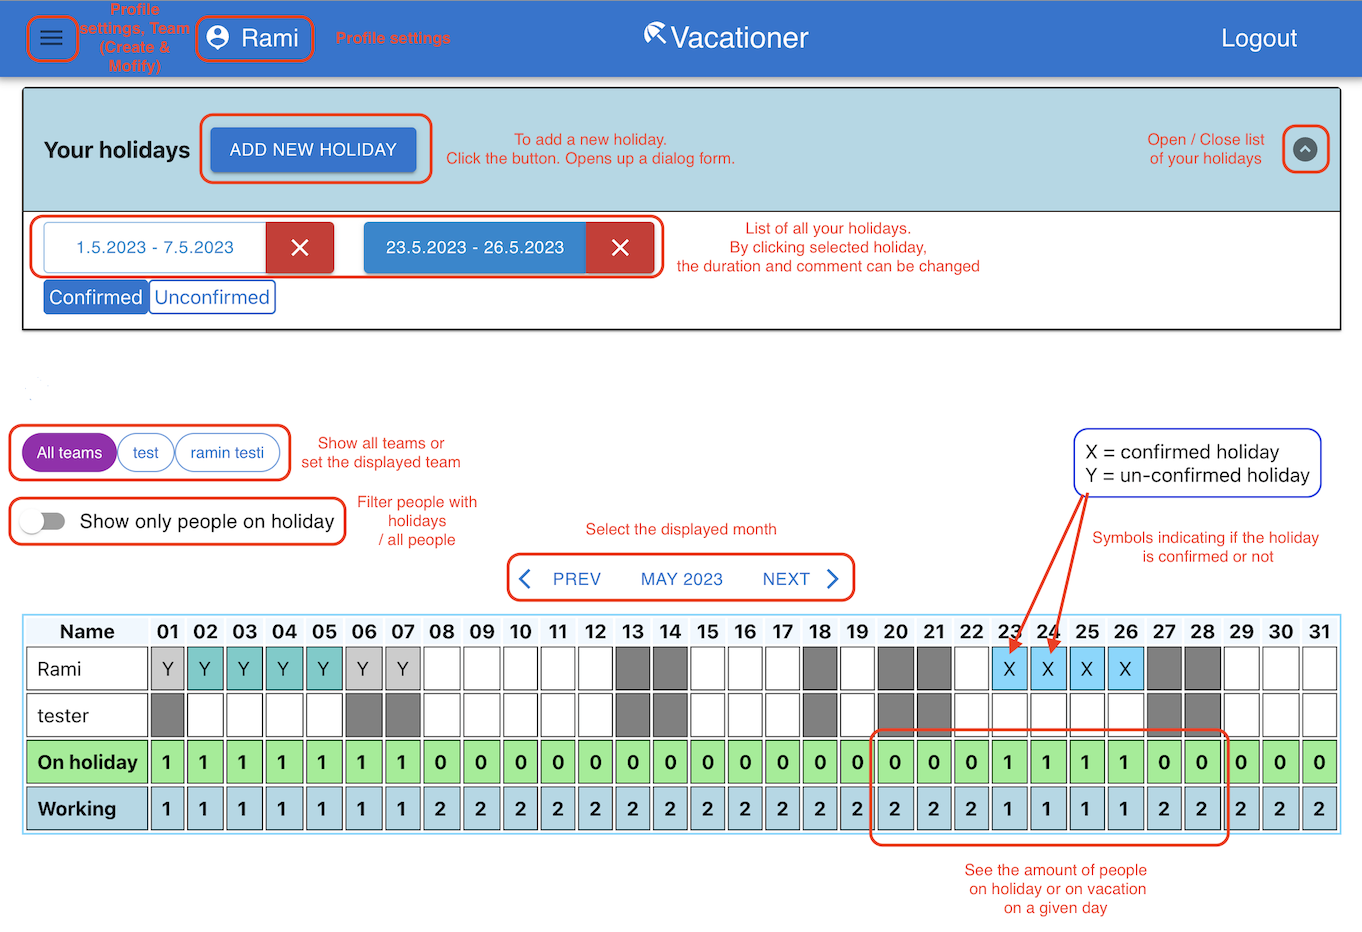 Profile
settings, Team
(Create &
Mofify)
Rami
Profile settings
Vacationer
Logout
Your holidays
ADD NEW HOLIDAY
To add a new holiday.
Click the button. Opens up a dialog form.
Open / Close list
of your holidays
1.5.2023 - 7.5.2023
23.5.2023 - 26.5.2023
List of all your holidays.
By clicking selected holiday,
the duration and comment can be changed
Confirmed
Unconfirmed
All teams
test
ramin testi
Show all teams or
set the displayed team
X = confirmed holiday
Y = un-confirmed holiday
Show only people on holiday
Filter people with
holidays
/ all people
Select the displayed month
Symbols indicating if the holiday
is confirmed or not
PREV MAY 2023 NEXT
Name 01 02 03 04 05 06 07 08 09 10 11 12 13 14 15 16 17 18 19 20 21 22 23 24 25 26 27 28 29 30 31
Rami Y Y Y Y Y Y Y X X X X
tester
On holiday 1 1 1 1 1 1 1 0 0 0 0 0 0 0 0 0 0 0 0 0 0 0 1 1 1 1 0 0 0 0 0
Working 1 1 1 1 1 1 1 2 2 2 2 2 2 2 2 2 2 2 2 2 2 2 1 1 1 1 2 2 2 2 2
See the amount of people
on holiday or on vacation
on a given day